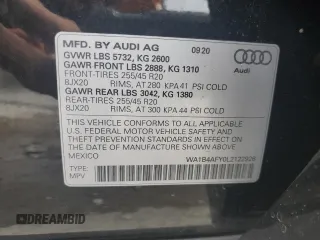 MFD. BY AUDI AG 09 20
GVWR LBS 5732, KG 2600
GAWR FRONT LBS 2888, KG 1310
FRONT-TIRES 255/45 R20
8JX20 RIMS, AT 280 KPA 41 PSI COLD
GAWR REAR LBS 3042, KG 1380
REAR-TIRES 255/45 R20
8JX20 RIMS, AT 300 KPA 44 PSI COLD
THIS VEHICLE CONFORMS TO ALL APPLICABLE
U.S. FEDERAL MOTOR VEHICLE SAFETY
STANDARDS IN EFFECT ON THE DATE
OF MANUFACTURE SHOWN ABOVE
MEXICO
Audi
TYPE:
MPV
DREAMBID